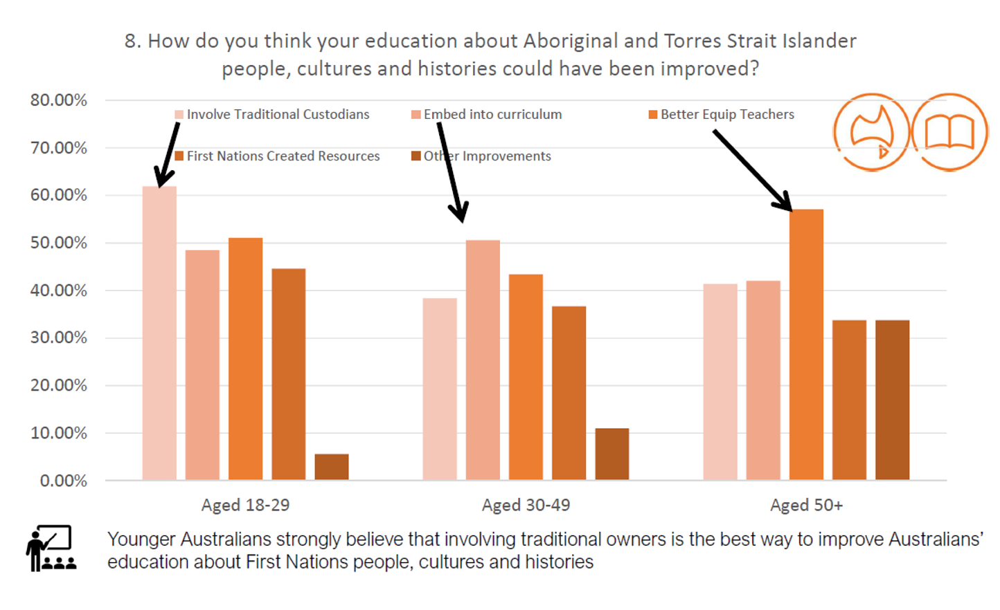 8. How do you think your education about Aboriginal and Torres Strait Islander
people, cultures and histories could have been improved?
80.00%
Involve Traditional Custodians
Embed into curriculum
Better Equip Teachers
70.00%
First Nations Created Resources
Other Improvements
60.00%
50.00%
40.00%
30.00%
20.00%
10.00%
0.00%
Aged 18-29
Aged 30-49
Aged 50+
Younger Australians strongly believe that involving traditional owners is the best way to improve Australians’
education about First Nations people, cultures and histories